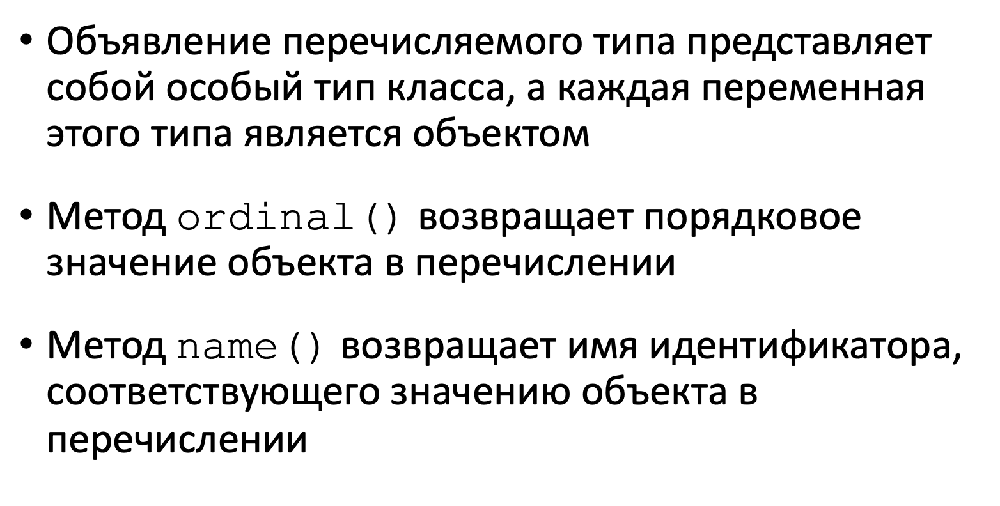 • Объявление перечисляемого типа представляет
собой особый тип класса, а каждая переменная
этого типа является объектом
• Метод ordinal() возвращает порядковое
значение объекта в перечислении
• Метод name() возвращает имя идентификатора,
соответствующего значению объекта в
перечислении